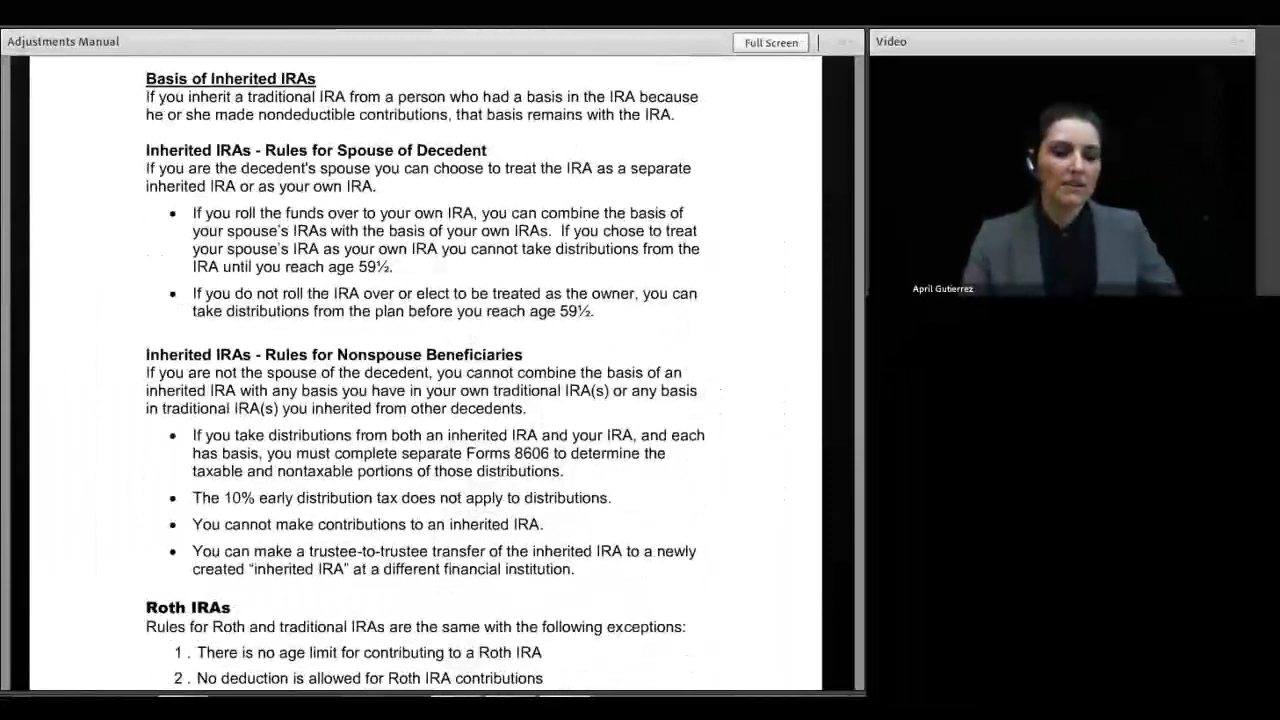 Adjustments Manual
Full Screen
Video
Basis of Inherited IRAs
If you inherit a traditional IRA from a person who had a basis in the IRA because
he or she made nondeductible contributions, that basis remains with the IRA.
Inherited IRAs - Rules for Spouse of Decedent
If you are the decedent's spouse you can choose to treat the IRA as a separate
inherited IRA or as your own IRA.
• If you roll the funds over to your own IRA, you can combine the basis of
your spouse's IRAs with the basis of your own IRAs.  If you chose to treat
your spouse's IRA as your own IRA you cannot take distributions from the
IRA until you reach age 59½.
• If you do not roll the IRA over or elect to be treated as the owner, you can
take distributions from the plan before you reach age 59½.
Inherited IRAs - Rules for Nonspouse Beneficiaries
If you are not the spouse of the decedent, you cannot combine the basis of an
inherited IRA with any basis you have in your own traditional IRA(s) or any basis
in traditional IRA(s) you inherited from other decedents.
• If you take distributions from both an inherited IRA and your IRA, and each
has basis, you must complete separate Forms 8606 to determine the
taxable and nontaxable portions of those distributions.
• The 10% early distribution tax does not apply to distributions.
• You cannot make contributions to an inherited IRA.
• You can make a trustee-to-trustee transfer of the inherited IRA to a newly
created “inherited IRA” at a different financial institution.
Roth IRAs
Rules for Roth and traditional IRAs are the same with the following exceptions:
1 . There is no age limit for contributing to a Roth IRA
2 . No deduction is allowed for Roth IRA contributions
April Gutierrez